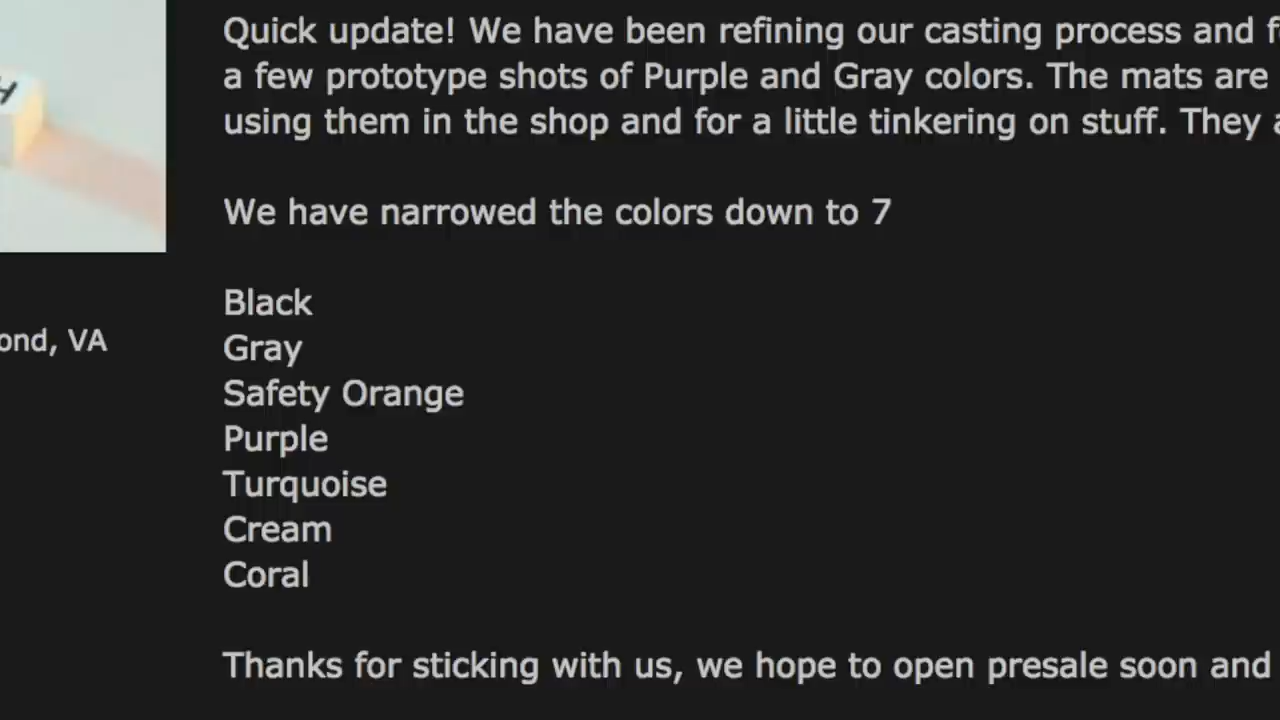 Quick update! We have been refining our casting process and
a few prototype shots of Purple and Gray colors. The mats are
using them in the shop and for a little tinkering on stuff. They
We have narrowed the colors down to 7
Black
Gray
ond, VA
Safety Orange
Purple
Turquoise
Cream
Coral
Thanks for sticking with us, we hope to open presale soon and